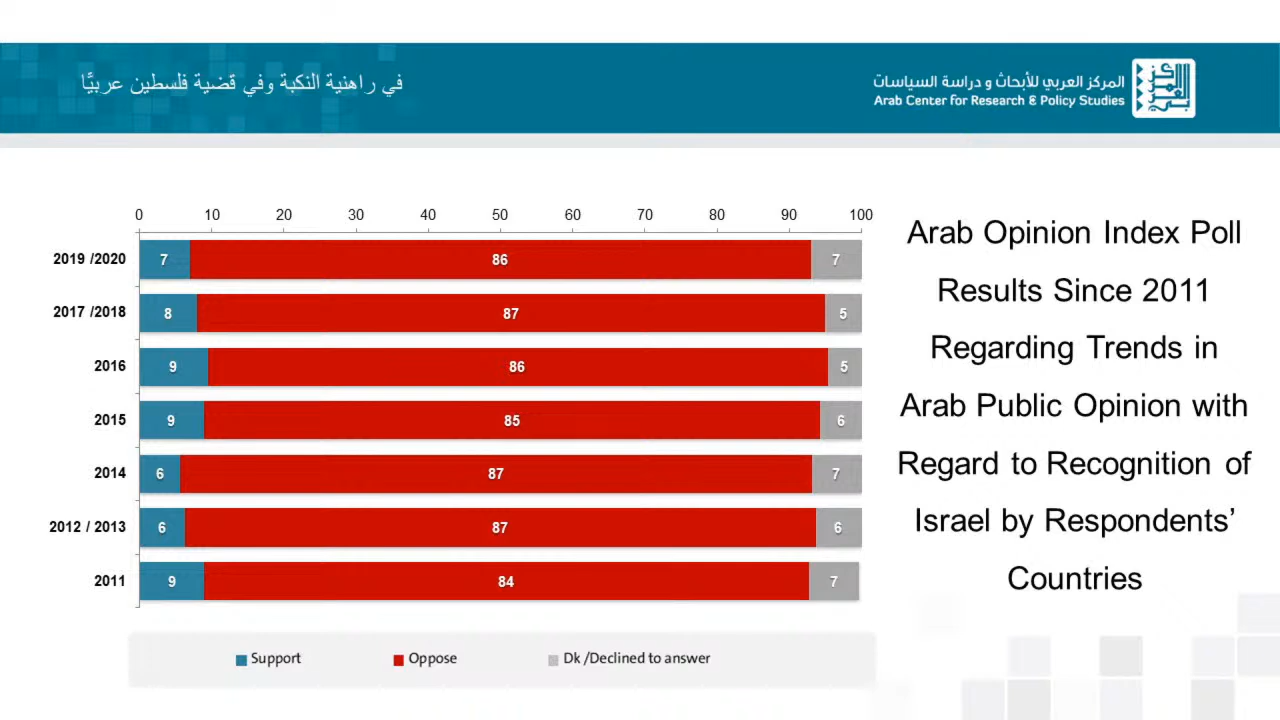 في راهنية النكبة وفي قضية فلسطين عربيًا
المركز العربي للأبحاث و دراسة السياسات
Arab Center for Research & Policy Studies
0 10 20 30 40 50 60 70 80 90 100
2019 /2020 7 86 7
2017 /2018 8 87 5
2016 9 86 5
2015 9 85 6
2014 6 87 7
2012 / 2013 6 87 6
2011 9 84 7
Support Oppose Dk /Declined to answer
Arab Opinion Index Poll
Results Since 2011
Regarding Trends in
Arab Public Opinion with
Regard to Recognition of
Israel by Respondents’
Countries